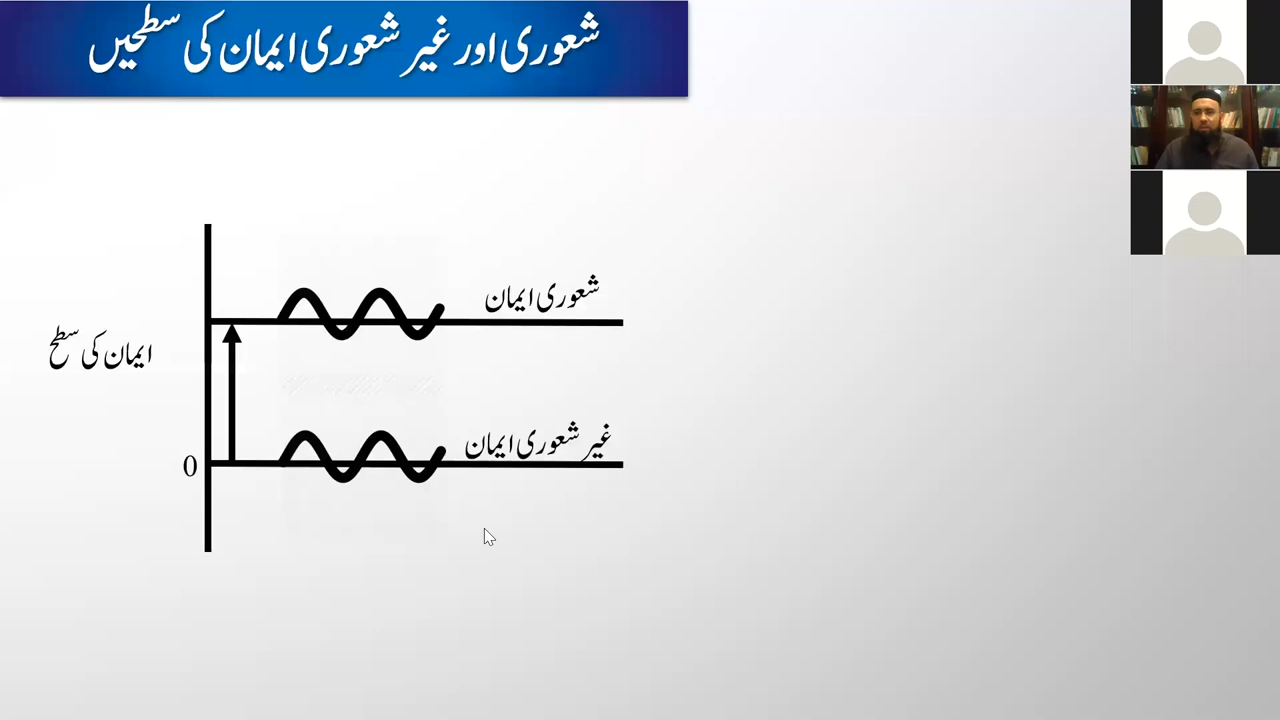 شعوری اور غیر شعوری ایمان کی سطحیں
شعوری ایمان
ایمان کی سطح
غیر شعوری ایمان
0